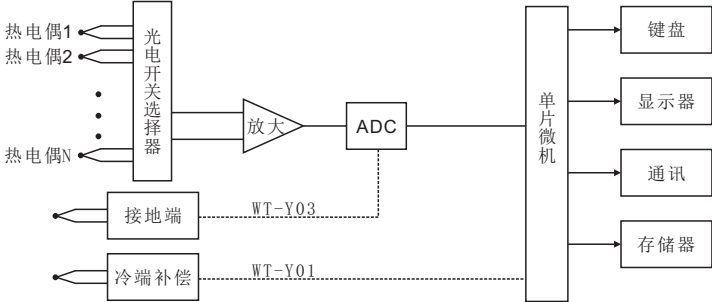 热电偶1
热电偶2
热电偶N
光电开关选择器
放大
ADC
单片微机
键盘
显示器
通讯
存储器
接地端
WT-Y03
冷端补偿
WT-Y01